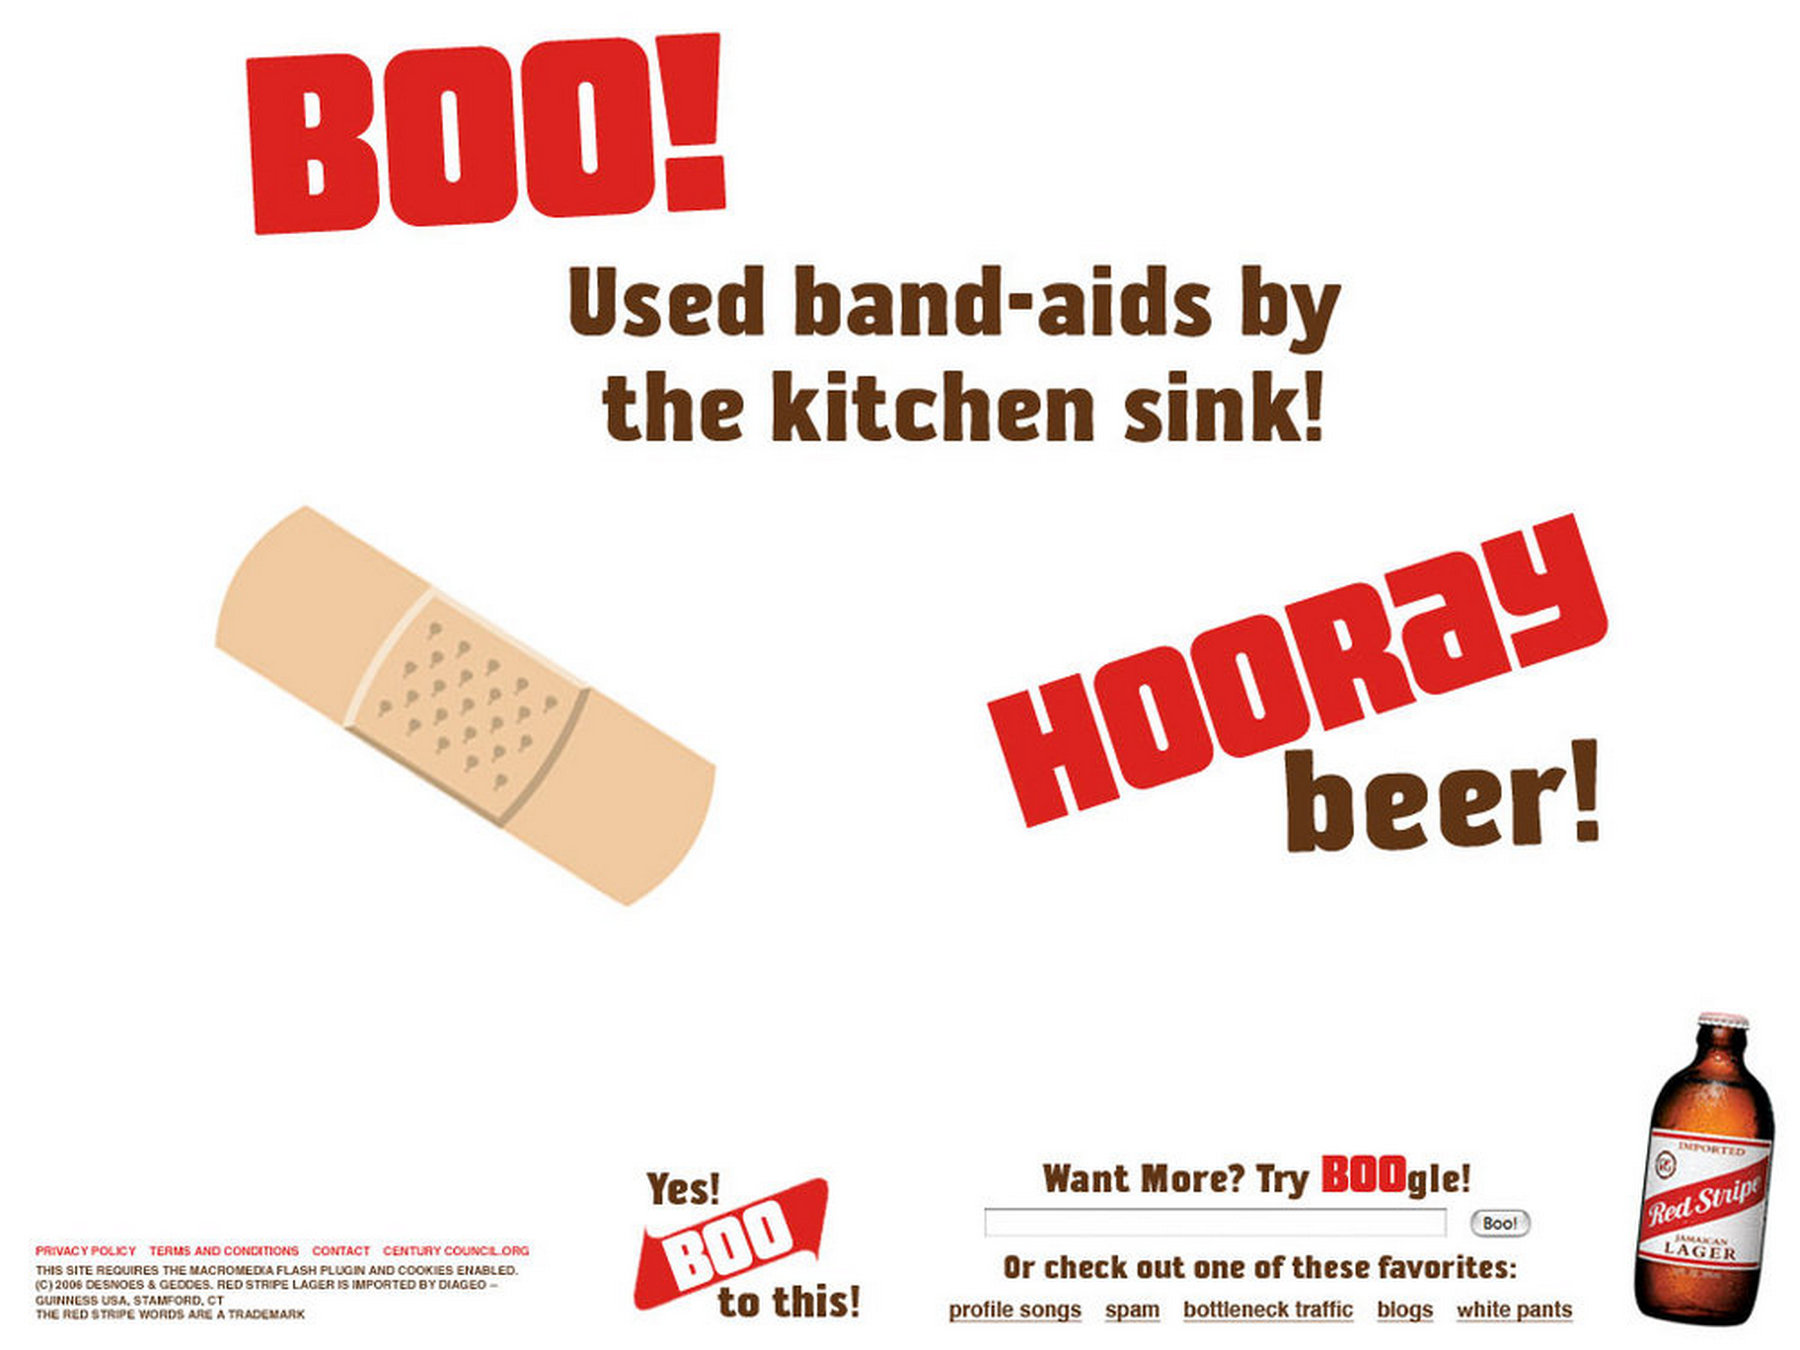 BOO!
Used band-aids by
the kitchen sink!
HOORay
beer!
Yes!
BOO
to this!
Want More? Try BOOgle!
Boo!
Or check out one of these favorites:
profile songs spam bottleneck traffic blogs white pants
PRIVACY POLICY TERMS AND CONDITIONS CONTACT CENTURY COUNCIL.ORG
THIS SITE REQUIRES THE MACROMEDIA FLASH PLUGIN AND COOKIES ENABLED.
(C) 2006 DESNOES & GEDDES. RED STRIPE LAGER IS IMPORTED BY DIAGEO –
GUINNESS USA, STAMFORD, CT
THE RED STRIPE WORDS ARE A TRADEMARK
IMPORTED
Red Stripe
JAMAICAN
LAGER